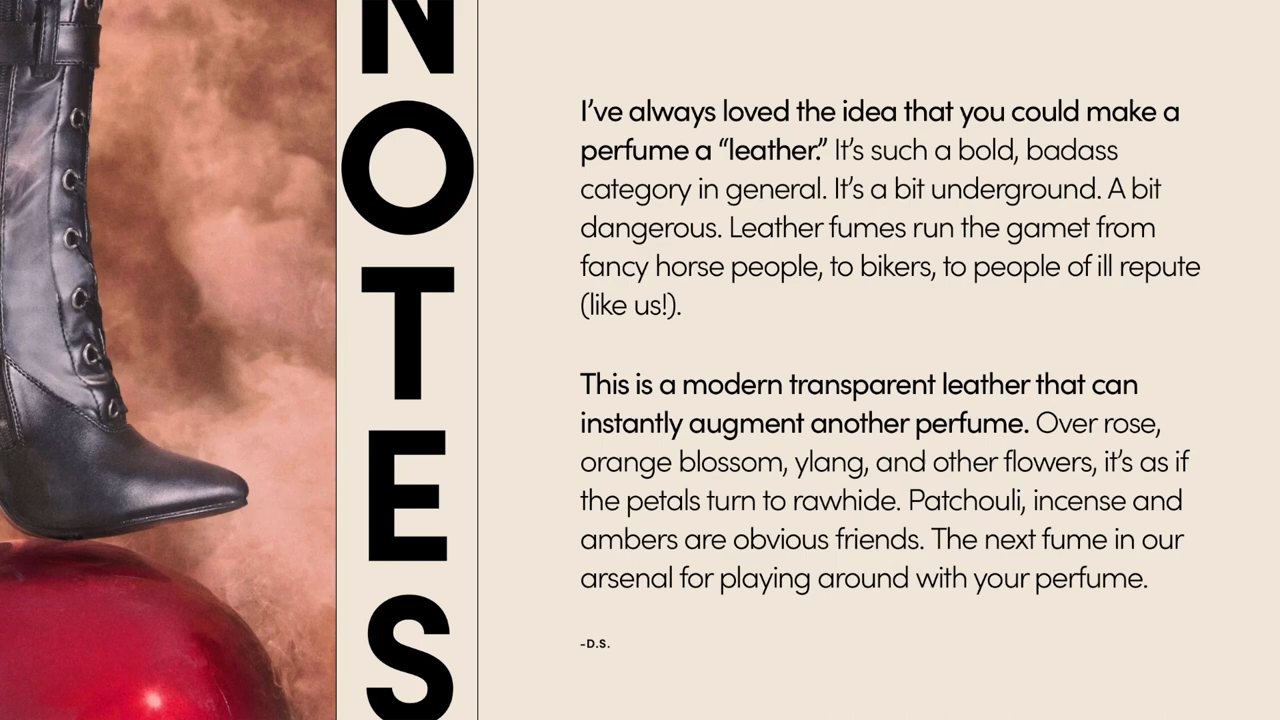 NOTES
I’ve always loved the idea that you could make a
perfume a “leather.” It’s such a bold, badass
category in general. It’s a bit underground. A bit
dangerous. Leather fumes run the gamet from
fancy horse people, to bikers, to people of ill repute
(like us!).
This is a modern transparent leather that can
instantly augment another perfume. Over rose,
orange blossom, ylang, and other flowers, it’s as if
the petals turn to rawhide. Patchouli, incense and
ambers are obvious friends. The next fume in our
arsenal for playing around with your perfume.
-D.S.